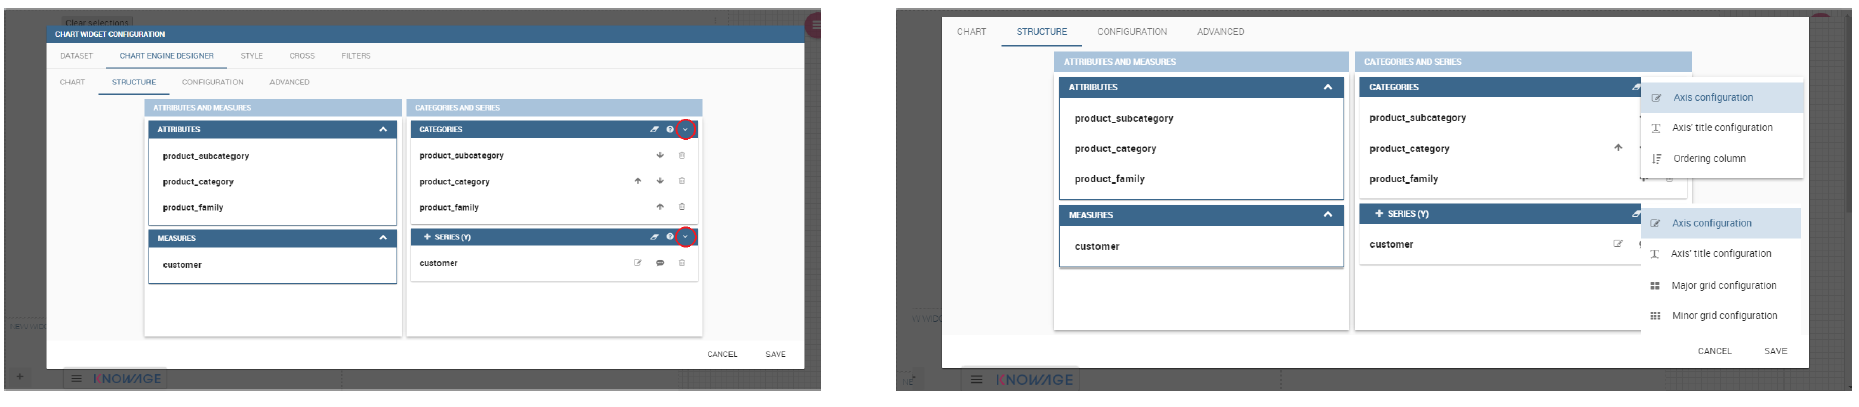 Clear selections
CHART WIDGET CONFIGURATION
DATASET CHART ENGINE DESIGNER STYLE CROSS FILTERS
CHART STRUCTURE CONFIGURATION ADVANCED
ATTRIBUTES AND MEASURES CATEGORIES AND SERIES
ATTRIBUTES CATEGORIES
product_subcategory product_subcategory
product_category product_category
product_family product_family
MEASURES + SERIES (Y)
customer customer
CANCEL SAVE
KNOWAGE
CHART STRUCTURE CONFIGURATION ADVANCED
ATTRIBUTES AND MEASURES CATEGORIES AND SERIES
ATTRIBUTES CATEGORIES
Axis configuration
product_subcategory product_subcategory
Axis' title configuration
product_category product_category
Ordering column
product_family product_family
MEASURES + SERIES (Y)
Axis configuration
customer customer
Axis' title configuration
Major grid configuration
Minor grid configuration
CANCEL SAVE
KNOWAGE